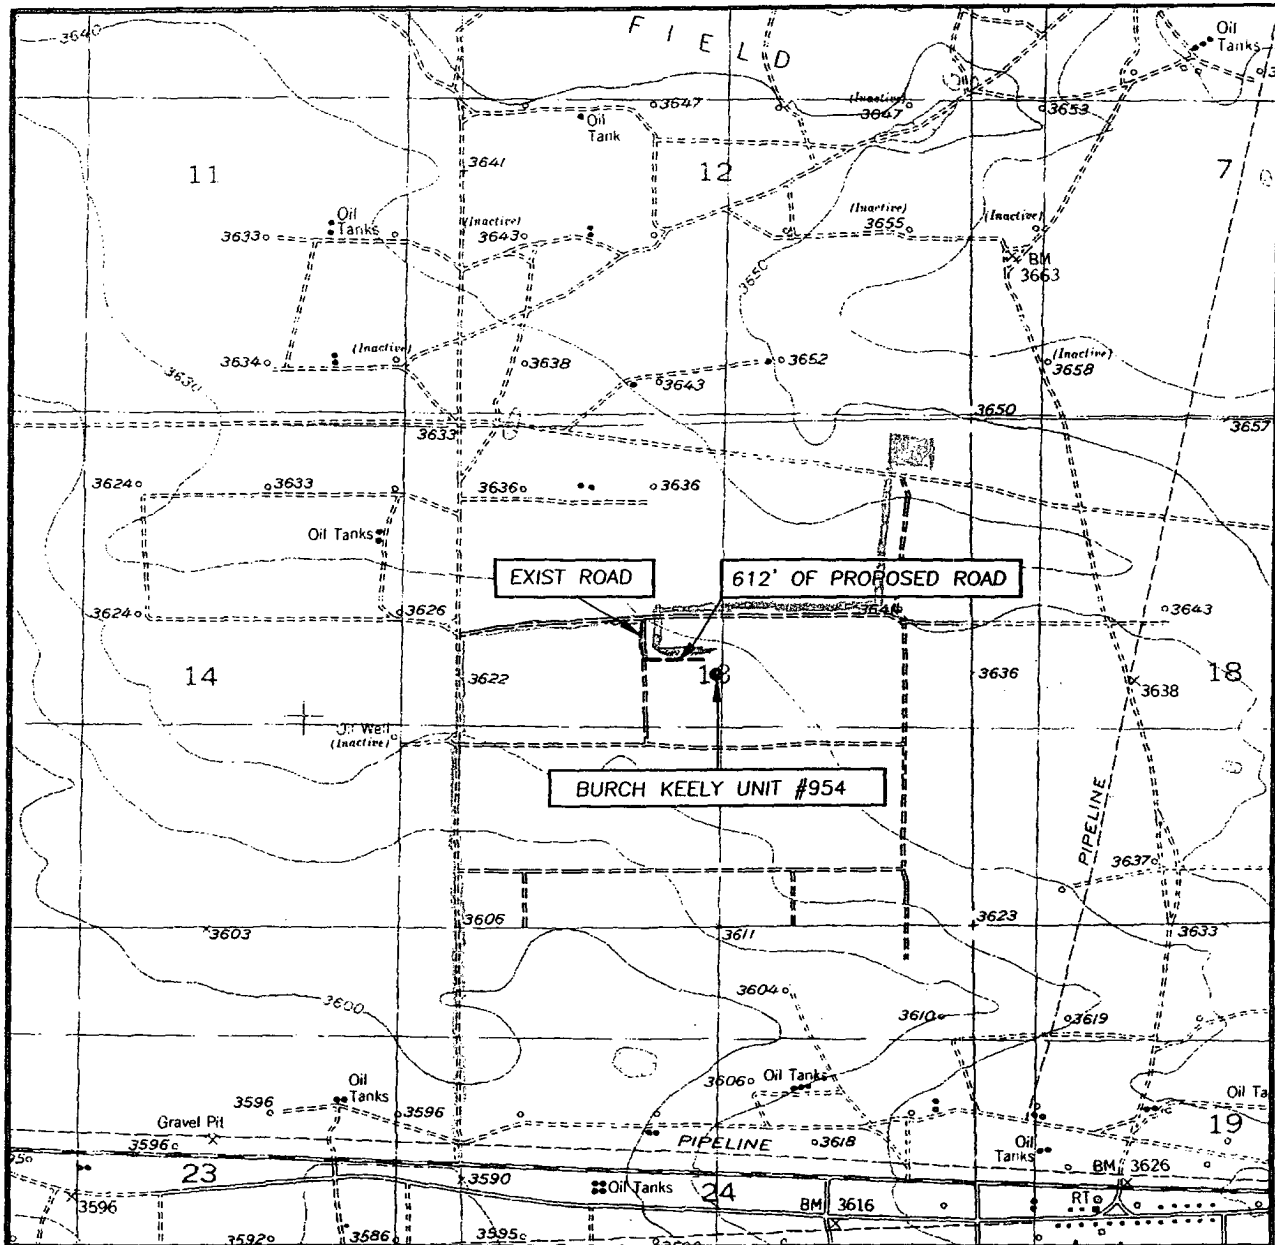 3640
F I E L D
Oil
Tanks
3647
(Inactive)
3647
3653
Oil
Tank
11
3641
12
7
Oil
Tanks
3633
(Inactive)
3643
(Inactive)
3655
(Inactive)
BM
3663
3650
3634
(Inactive)
3638
3652
(Inactive)
3658
3643
3630
3633
3650
3657
3624
3633
3636
3636
Oil Tanks
EXIST ROAD
612' OF PROPOSED ROAD
3624
3626
3643
14
3622
3636
3638
18
Oil Well
(Inactive)
BURCH KEELY UNIT #954
PIPELINE
3637
3606
3603
3611
3623
3633
3600
3604
3610
3619
Oil
Tanks
3606
Oil Tanks
3596
3596
Gravel Pit
3596
PIPELINE
3618
Oil
Tanks
19
BM 3626
23
3590
Oil Tanks
24
3596
BM 3616
RT
3592
3586
3595